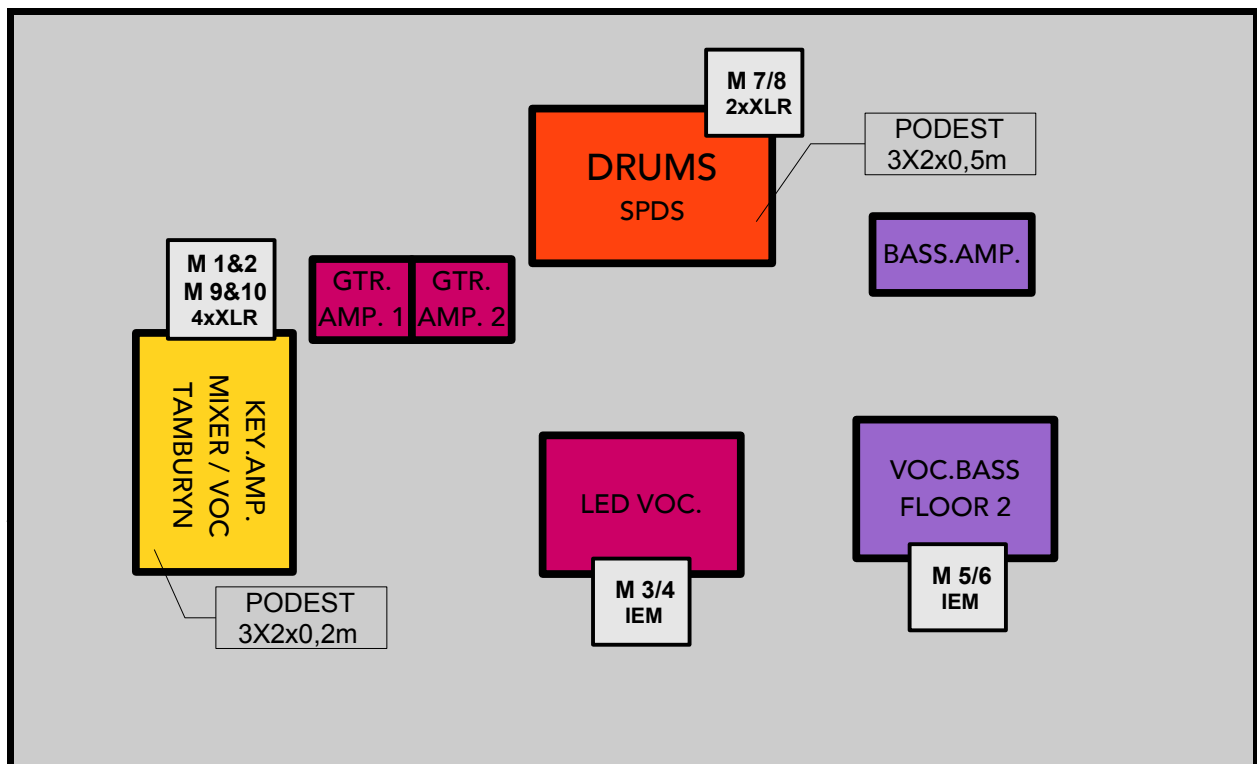 M 7/8
2xXLR
DRUMS
SPDS
PODEST
3X2x0,5m
BASS.AMP.
M 1&2
M 9&10
4xXLR
GTR.
AMP. 1
GTR.
AMP. 2
KEY.AMP.
MIXER / VOC
TAMBURYN
LED VOC.
VOC.BASS
FLOOR 2
M 3/4
IEM
M 5/6
IEM
PODEST
3X2x0,2m